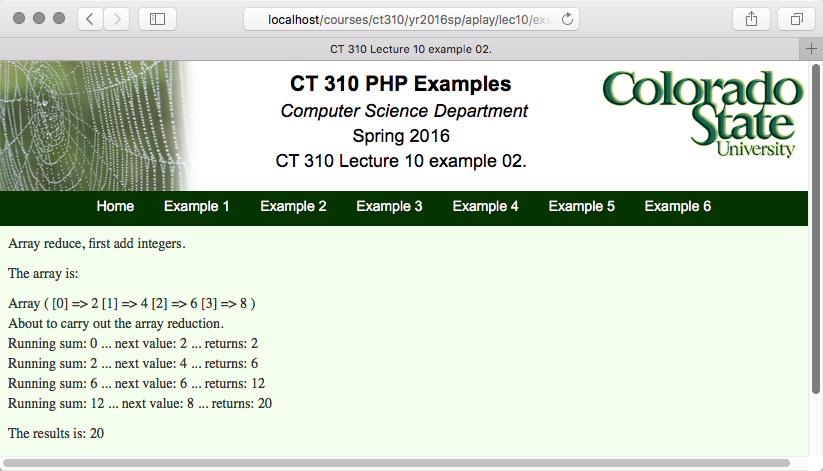 localhost/courses/ct310/yr2016sp/aplay/lec10/exs
CT 310 Lecture 10 example 02.
CT 310 PHP Examples
Computer Science Department
Spring 2016
CT 310 Lecture 10 example 02.
Colorado
State
University
Home Example 1 Example 2 Example 3 Example 4 Example 5 Example 6
Array reduce, first add integers.
The array is:
Array ( [0] => 2 [1] => 4 [2] => 6 [3] => 8 )
About to carry out the array reduction.
Running sum: 0 ... next value: 2 ... returns: 2
Running sum: 2 ... next value: 4 ... returns: 6
Running sum: 6 ... next value: 6 ... returns: 12
Running sum: 12 ... next value: 8 ... returns: 20
The results is: 20